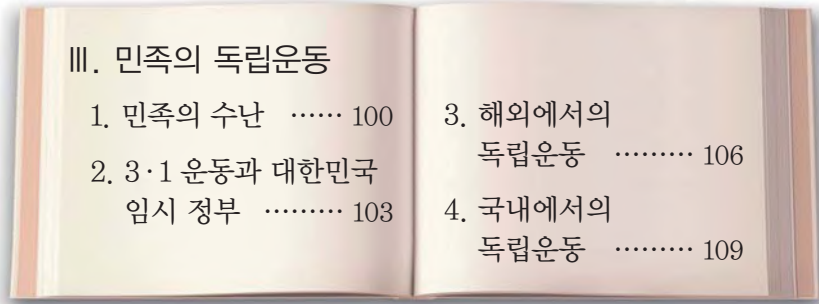 Ⅲ. 민족의 독립운동
1. 민족의 수난 …… 100
2. 3·1 운동과 대한민국
임시 정부 ……… 103
3. 해외에서의
독립운동 ……… 106
4. 국내에서의
독립운동 ……… 109